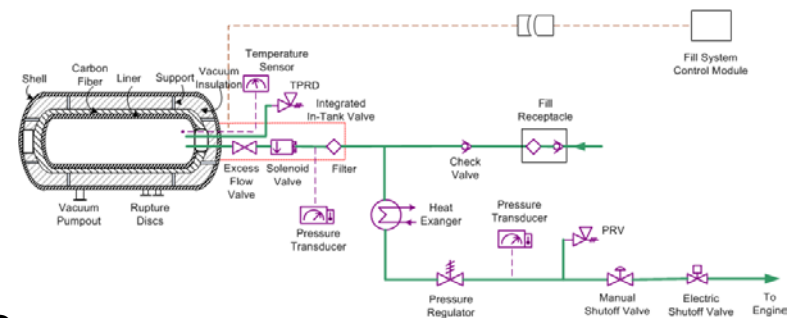 Fill System
Control Module
Temperature
Sensor
Shell
Carbon
Fiber
Liner
Support
Vacuum
Insulation
TPRD
Integrated
In-Tank Valve
Fill
Receptacle
Excess
Flow
Valve
Solenoid
Valve
Filter
Check
Valve
Vacuum
Pumpout
Rupture
Discs
Pressure
Transducer
Heat
Exanger
Pressure
Transducer
PRV
Pressure
Regulator
Manual
Shutoff Valve
Electric
Shutoff Valve
To
Engine